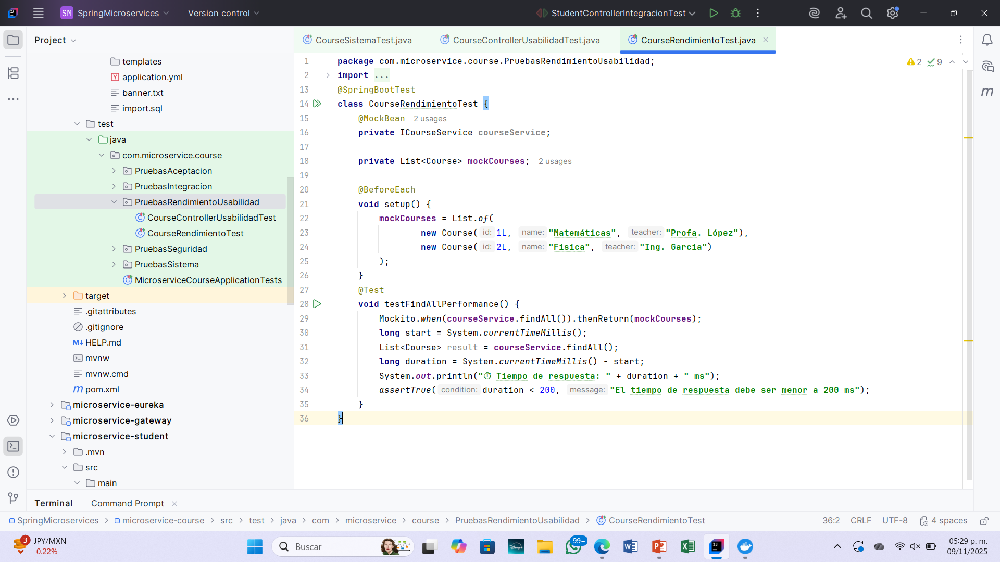 SM SpringMicroservices Version control StudentControllerIntegracionTest
Project
CourseSistemaTest.java CourseControllerUsabilidadTest.java CourseRendimientoTest.java
templates
application.yml
banner.txt
import.sql
test
java
com.microservice.course
PruebasAceptacion
PruebasIntegracion
PruebasRendimientoUsabilidad
CourseControllerUsabilidadTest
CourseRendimientoTest
PruebasSeguridad
PruebasSistema
MicroserviceCourseApplicationTests
target
.gitattributes
.gitignore
M↓ HELP.md
mvnw
mvnw.cmd
m pom.xml
microservice-eureka
microservice-gateway
microservice-student
.mvn
src
main
1 package com.microservice.course.PruebasRendimientoUsabilidad;
2 9
2 import ...
13 @SpringBootTest
14 class CourseRendimientoTest {
15 @MockBean 2 usages
16 private ICourseService courseService;
17
18 private List<Course> mockCourses; 2 usages
19
20 @BeforeEach
21 void setup() {
22 mockCourses = List.of(
23 new Course( id: 1L, name: "Matemáticas", teacher: "Profa. López"),
24 new Course( id: 2L, name: "Física", teacher: "Ing. García")
25 );
26 }
27 @Test
28 void testFindAllPerformance() {
29 Mockito.when(courseService.findAll()).thenReturn(mockCourses);
30 long start = System.currentTimeMillis();
31 List<Course> result = courseService.findAll();
32 long duration = System.currentTimeMillis() - start;
33 System.out.println("⏱ Tiempo de respuesta: " + duration + " ms");
34 assertTrue( condition: duration < 200, message: "El tiempo de respuesta debe ser menor a 200 ms");
35 }
36 }
m
Terminal Command Prompt
SpringMicroservices > microservice-course > src > test > java > com > microservice > course > PruebasRendimientoUsabilidad > CourseRendimientoTest 36:2 CRLF UTF-8 4 spaces
3 JPY/MXN
-0.22%
Buscar
Disney+
99+
05:29 p. m.
09/11/2025